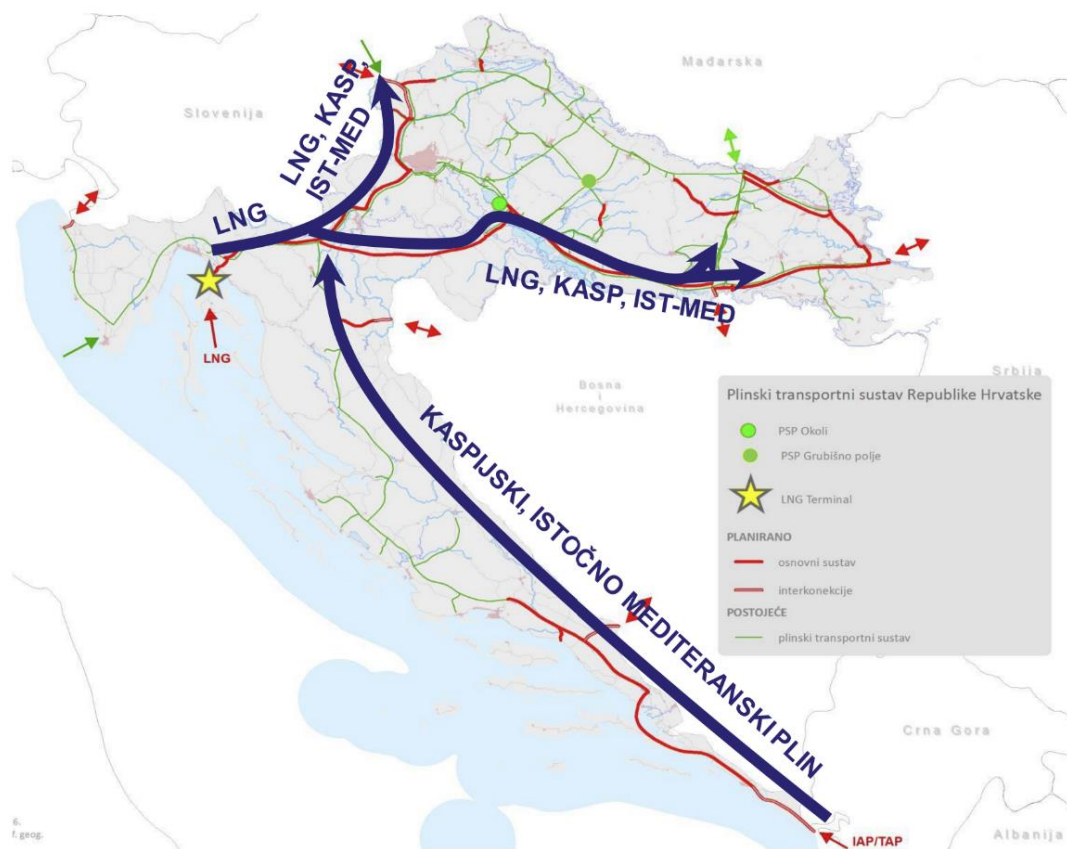 Mađarska
Slovenija
LNG, KASP,
IST-MED
LNG
LNG
LNG, KASP, IST-MED
Bosna
i
Hercegovina
Srbija
Plinski transportni sustav Republike Hrvatske
PSP Okoli
PSP Grubišno polje
LNG Terminal
PLANIRANO
osnovni sustav
interkonekcije
POSTOJEĆE
plinski transportni sustav
KASPIJSKI, ISTOČNO MEDITERANSKI PLIN
Crna Gora
Albanija
IAP/TAP
6.
f. geog.